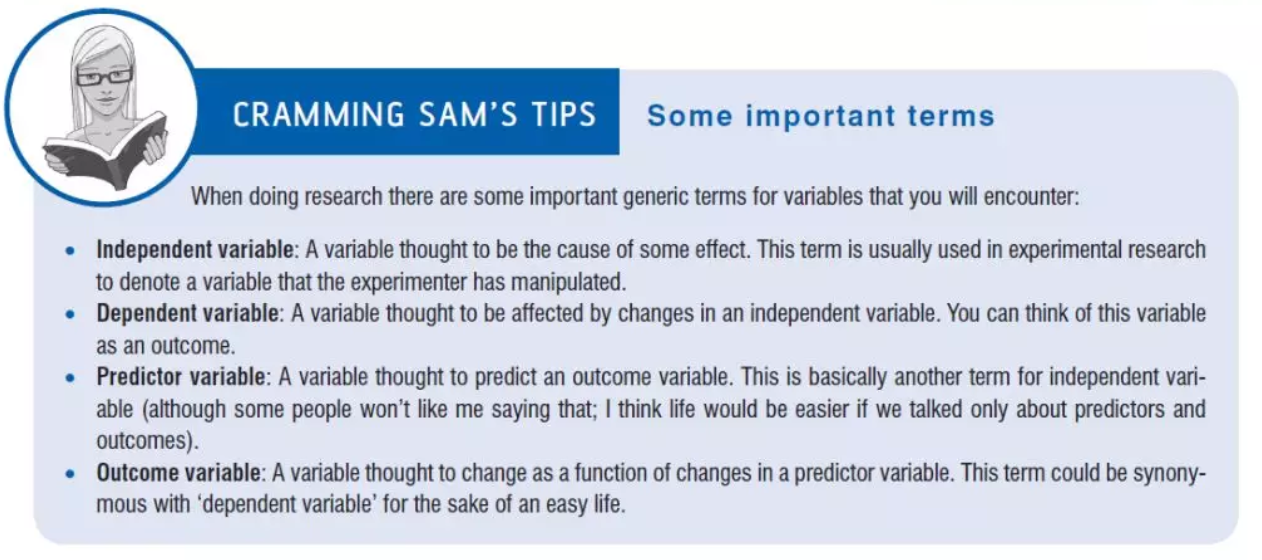 CRAMMING SAM'S TIPS
Some important terms
When doing research there are some important generic terms for variables that you will encounter:
• Independent variable: A variable thought to be the cause of some effect. This term is usually used in experimental research
to denote a variable that the experimenter has manipulated.
• Dependent variable: A variable thought to be affected by changes in an independent variable. You can think of this variable
as an outcome.
• Predictor variable: A variable thought to predict an outcome variable. This is basically another term for independent vari-
able (although some people won't like me saying that; I think life would be easier if we talked only about predictors and
outcomes).
• Outcome variable: A variable thought to change as a function of changes in a predictor variable. This term could be synony-
mous with ‘dependent variable’ for the sake of an easy life.